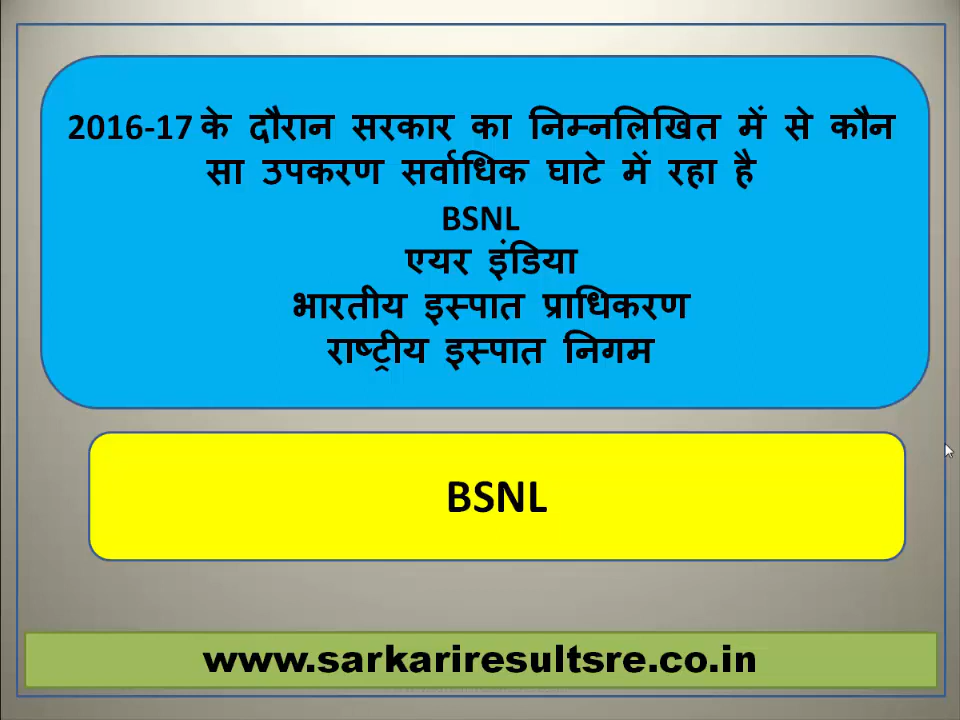 2016-17 के दौरान सरकार का निम्नलिखित में से कौन
सा उपकरण सर्वाधिक घाटे में रहा है
BSNL
एयर इंडिया
भारतीय इस्पात प्राधिकरण
राष्ट्रीय इस्पात निगम
BSNL
www.sarkariresultsre.co.in